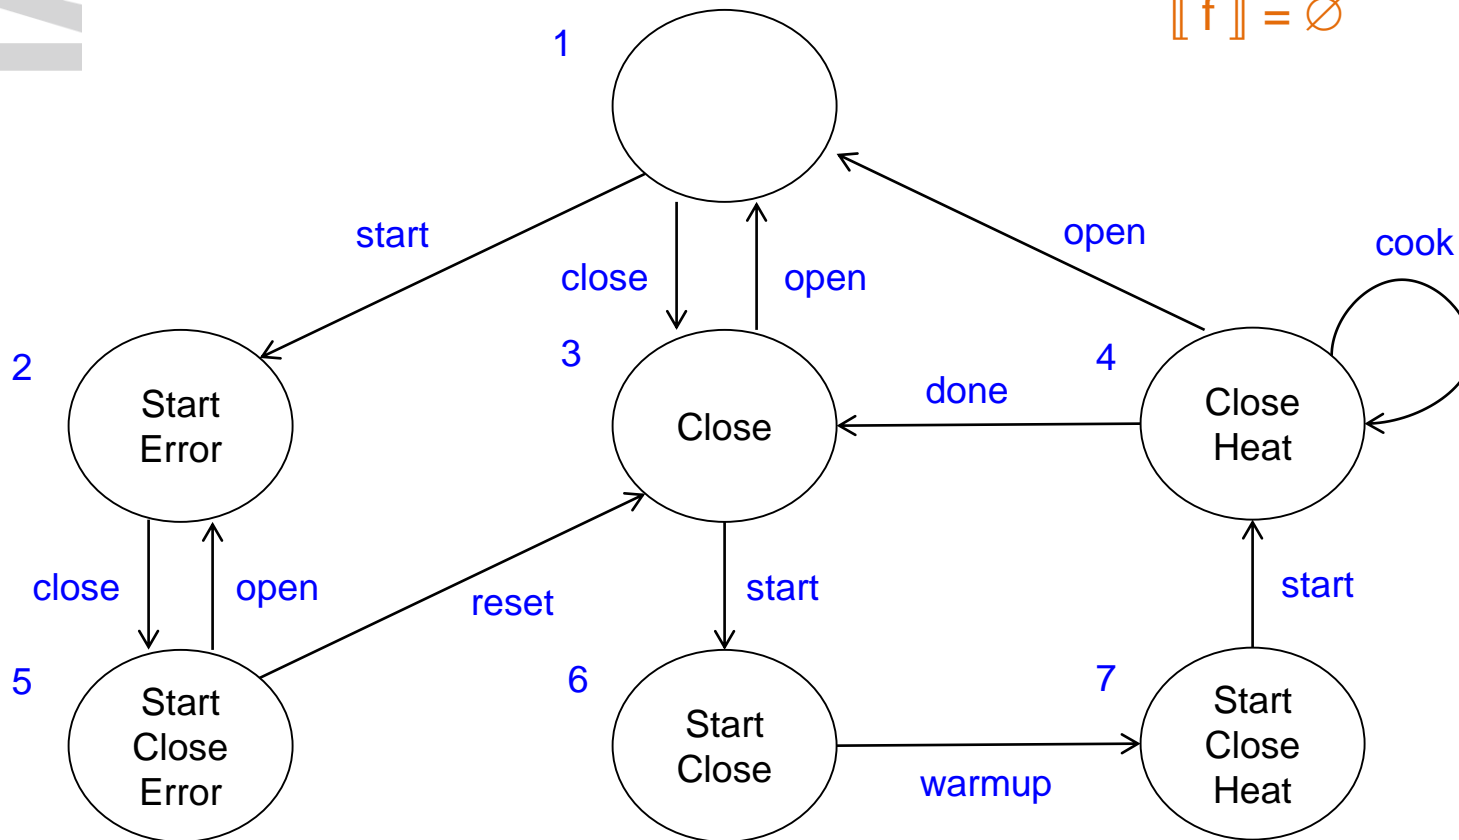 ⟦ f ⟧ = ∅
1
start
close
open
open
cook
2
Start
Error
3
Close
done
4
Close
Heat
close
open
reset
start
start
5
Start
Close
Error
6
Start
Close
warmup
7
Start
Close
Heat